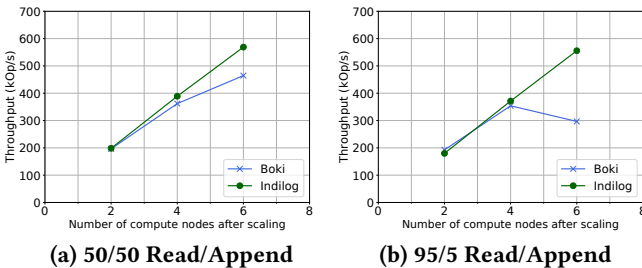 700
600
500
400
300
200
100
0
Throughput (kOp/s)
Boki
Indilog
0 2 4 6 8
Number of compute nodes after scaling
(a) 50/50 Read/Append
700
600
500
400
300
200
100
0
Throughput (kOp/s)
Boki
Indilog
0 2 4 6 8
Number of compute nodes after scaling
(b) 95/5 Read/Append